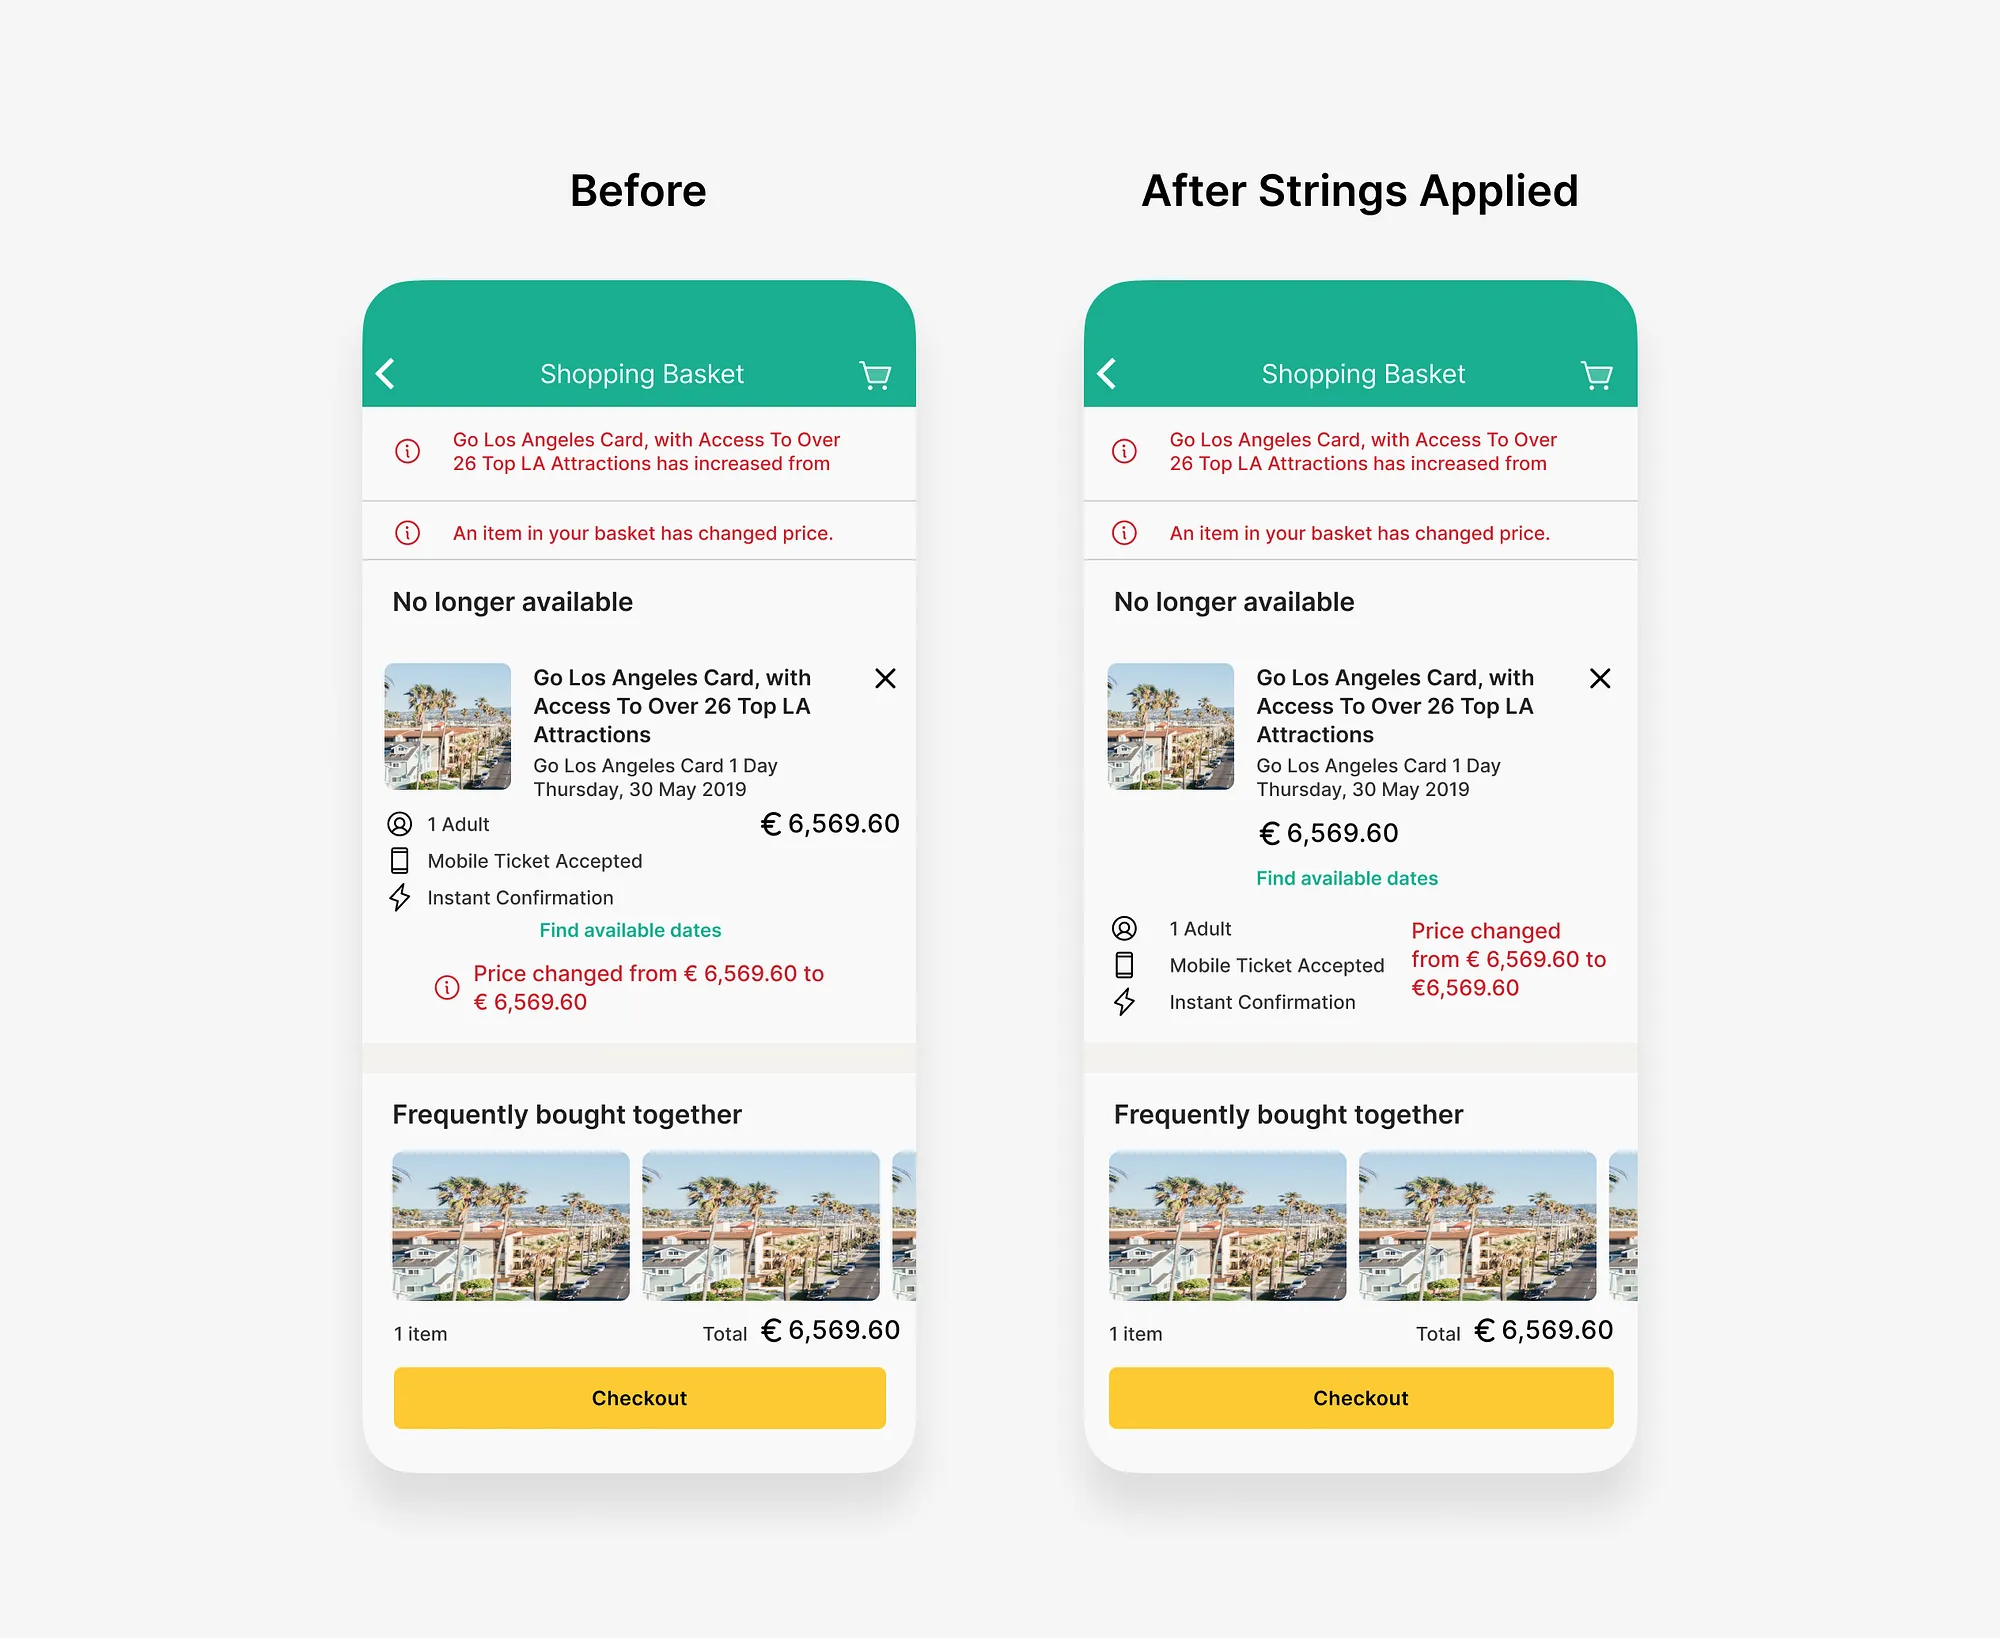 Before
Shopping Basket
Go Los Angeles Card, with Access To Over
26 Top LA Attractions has increased from
An item in your basket has changed price.
No longer available
Go Los Angeles Card, with
Access To Over 26 Top LA
Attractions
Go Los Angeles Card 1 Day
Thursday, 30 May 2019
1 Adult
€ 6,569.60
Mobile Ticket Accepted
Instant Confirmation
Find available dates
Price changed from € 6,569.60 to
€ 6,569.60
Frequently bought together
1 item
Total € 6,569.60
Checkout
After Strings Applied
Shopping Basket
Go Los Angeles Card, with Access To Over
26 Top LA Attractions has increased from
An item in your basket has changed price.
No longer available
Go Los Angeles Card, with
Access To Over 26 Top LA
Attractions
Go Los Angeles Card 1 Day
Thursday, 30 May 2019
€ 6,569.60
Find available dates
1 Adult
Mobile Ticket Accepted
Instant Confirmation
Price changed
from € 6,569.60 to
€6,569.60
Frequently bought together
1 item
Total € 6,569.60
Checkout